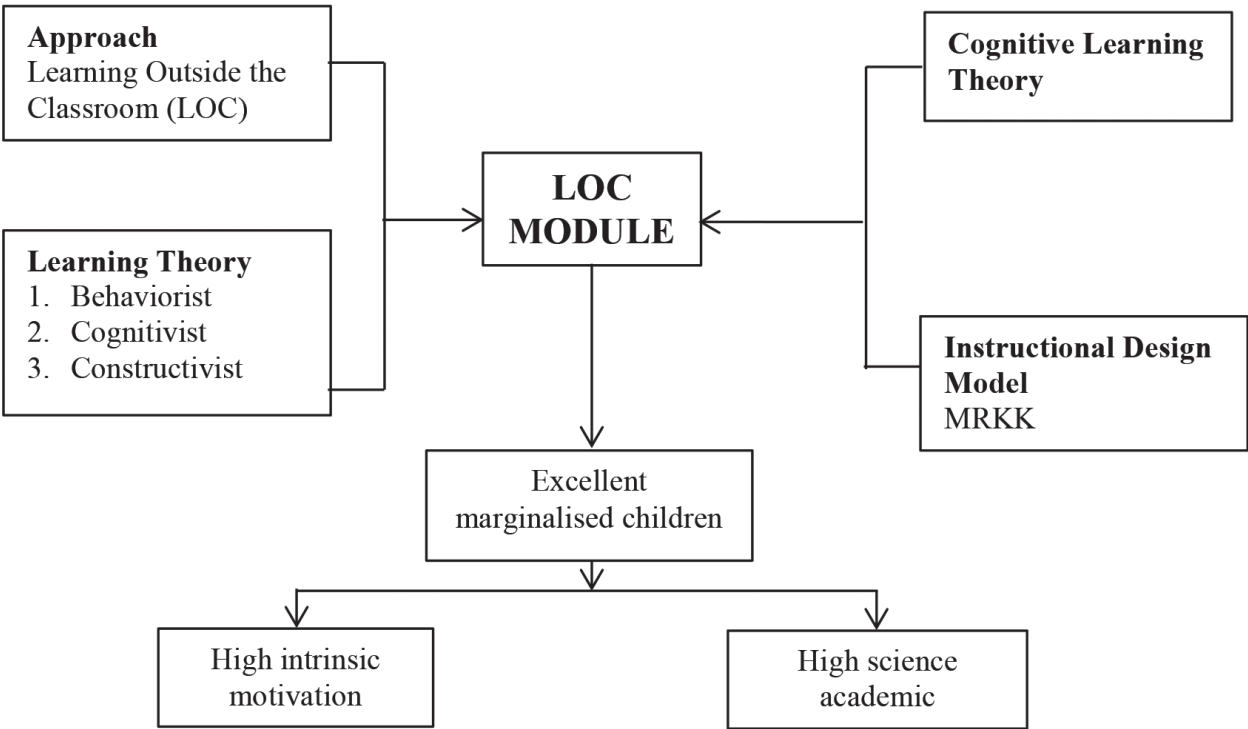 Approach
Learning Outside the
Classroom (LOC)
Cognitive Learning
Theory
LOC
MODULE
Learning Theory
1. Behaviorist
2. Cognitivist
3. Constructivist
Instructional Design
Model
MRKK
Excellent
marginalised children
High intrinsic
motivation
High science
academic